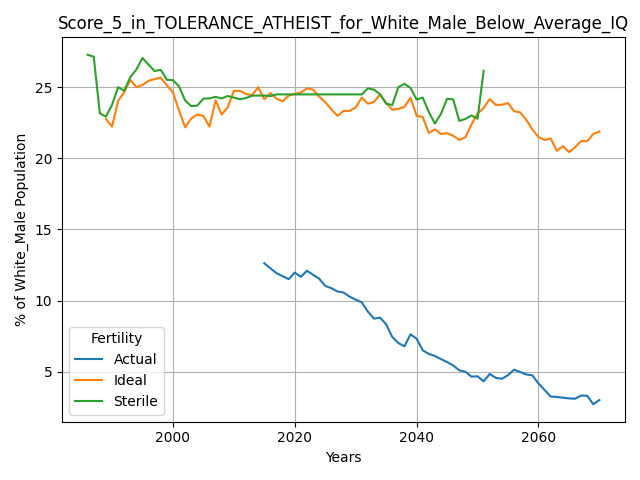 Score_5_in_TOLERANCE_ATHEIST_for_White_Male_Below_Average_IQ
% of White_Male Population
25
20
15
10
5
Fertility
Actual
Ideal
Sterile
2000
2020
2040
2060
Years